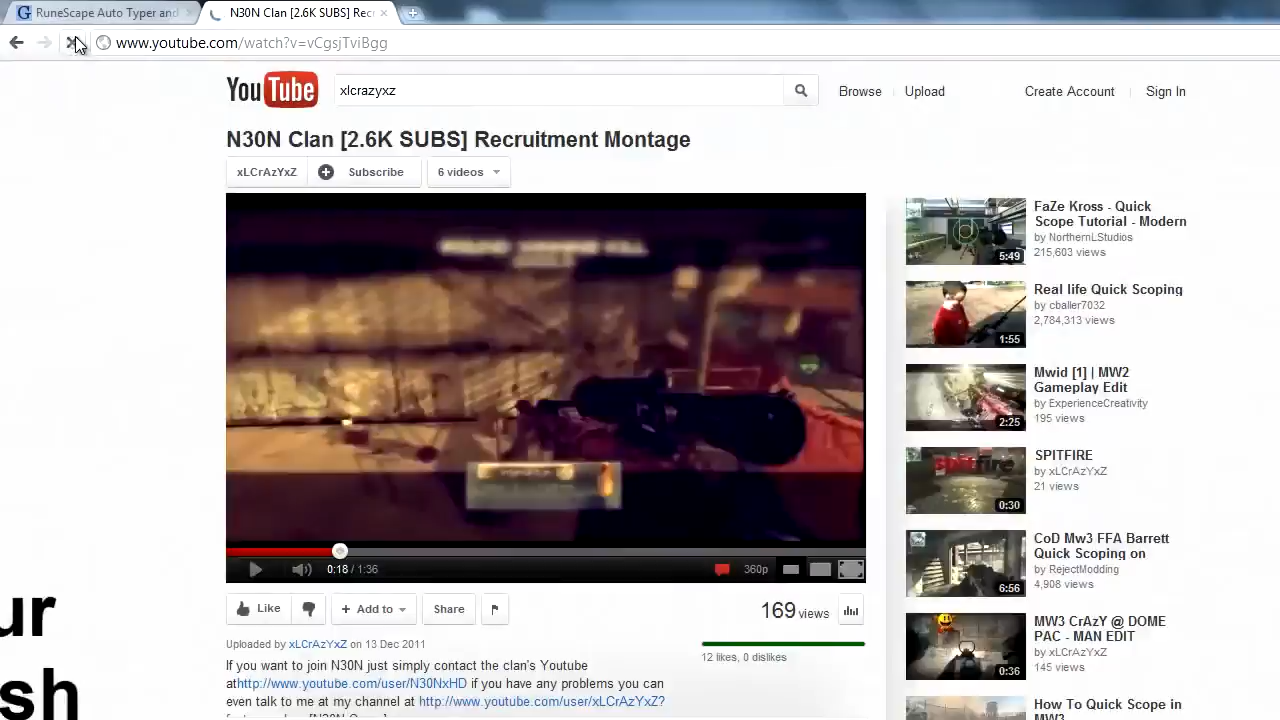 RuneScape Auto Typer and
N30N Clan [2.6K SUBS] Rec
www.youtube.com/watch?v=vCgsjTviBgg
YouTube
xlcrazyxz
Browse
Upload
Create Account
Sign In
N30N Clan [2.6K SUBS] Recruitment Montage
xLCrAzYxZ
Subscribe
6 videos
0:18 / 1:36
360p
Like
Add to
Share
169 views
Uploaded by xLCrAzYxZ on 13 Dec 2011
12 likes, 0 dislikes
If you want to join N30N just simply contact the clan's Youtube
athttp://www.youtube.com/user/N30NxHD if you have any problems you can
even talk to me at my channel at http://www.youtube.com/user/xLCrAzYxZ?
FaZe Kross - Quick
Scope Tutorial - Modern
by NorthernLStudios
215,603 views
5:49
Real life Quick Scoping
by cballer7032
2,784,313 views
1:55
Mwid [1] | MW2
Gameplay Edit
by ExperienceCreativity
195 views
2:25
SPITFIRE
by xLCrAzYxZ
21 views
0:30
CoD Mw3 FFA Barrett
Quick Scoping on
by RejectModding
4,908 views
6:56
MW3 CrAzY @ DOME
PAC - MAN EDIT
by xLCrAzYxZ
145 views
0:36
How To Quick Scope in
MW3
ur
sh